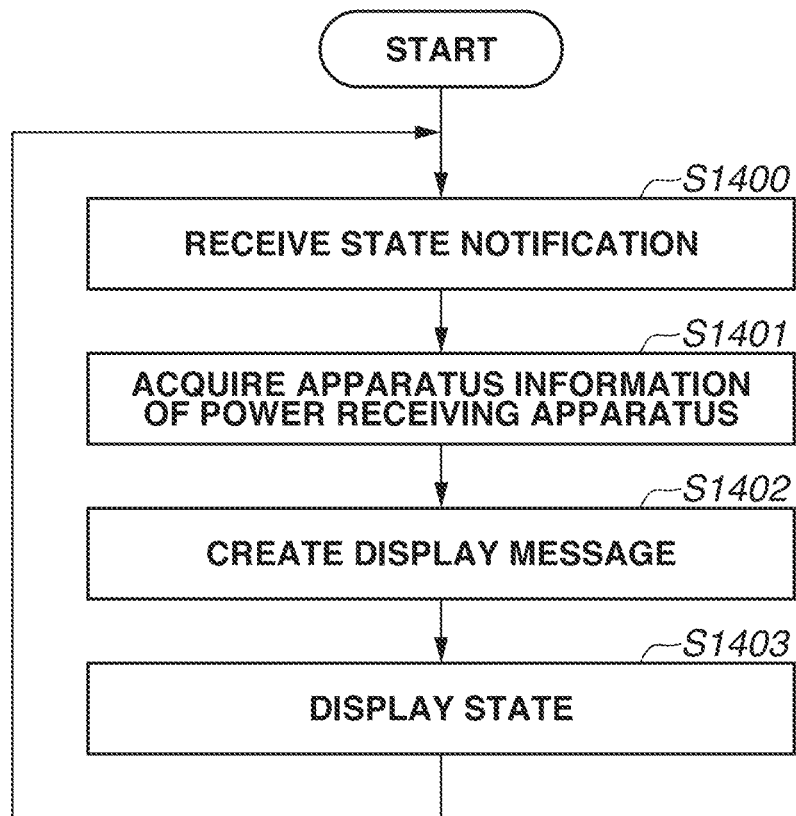 START
S1400
RECEIVE STATE NOTIFICATION
S1401
ACQUIRE APPARATUS INFORMATION
OF POWER RECEIVING APPARATUS
S1402
CREATE DISPLAY MESSAGE
S1403
DISPLAY STATE